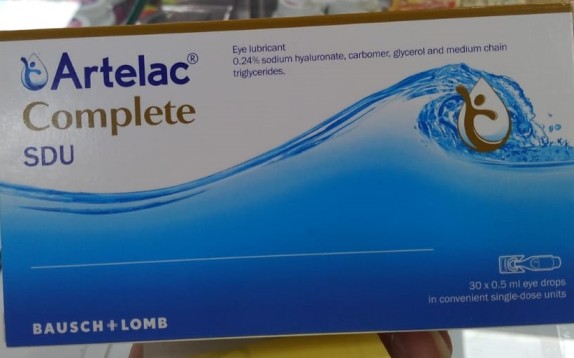 Artelac®
Complete
SDU
Eye lubricant
0.24% sodium hyaluronate, carbomer, glycerol and medium chain
triglycerides.
30 x 0.5 ml eye drops
in convenient single-dose units
BAUSCH+LOMB